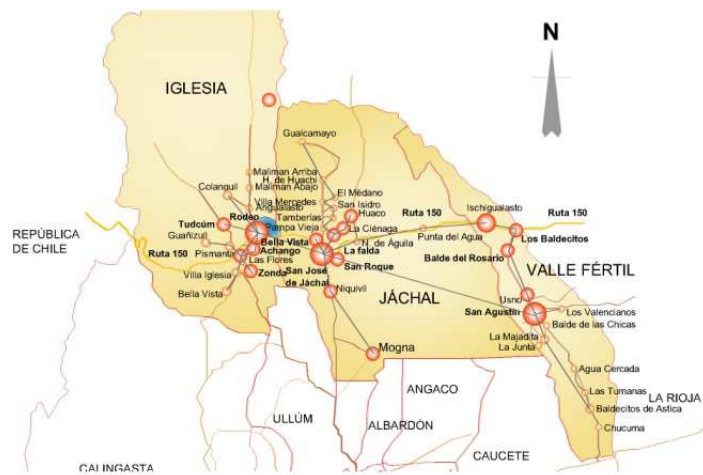 N
IGLESIA
Gualcamayo
Maliman Arriba
H. de Huachi
Colanguil
Maliman Abajo
El Médano
Villa Mercedes
San Isidro
Angualasto
Huaco
Ischigualasto
Rodeo
Tamberías
Tudcúm
Ruta 150
Ruta 150
Pampa Vieja
La Ciénaga
REPÚBLICA
DE CHILE
Guañizuil
Bella Vista
N. de Aguila
Punta del Agua
Los Baldecitos
Achango
La falda
Ruta 150
Pismanta
Las Flores
San Roque
Balde del Rosario
VALLE FÉRTIL
Villa Iglesia
Zonda
San José
de Jáchal
Bella Vista
Niquivil
JÁCHAL
Usno
San Agustín
Los Valencianos
Balde de las Chicas
La Majadita
La Junta
Mogna
Agua Cercada
ANGACO
Las Tumanas
LA RIOJA
ULLÚM
ALBARDÓN
Baldecitos de Astica
Chucuma
CAUCETE
CALINGASTA